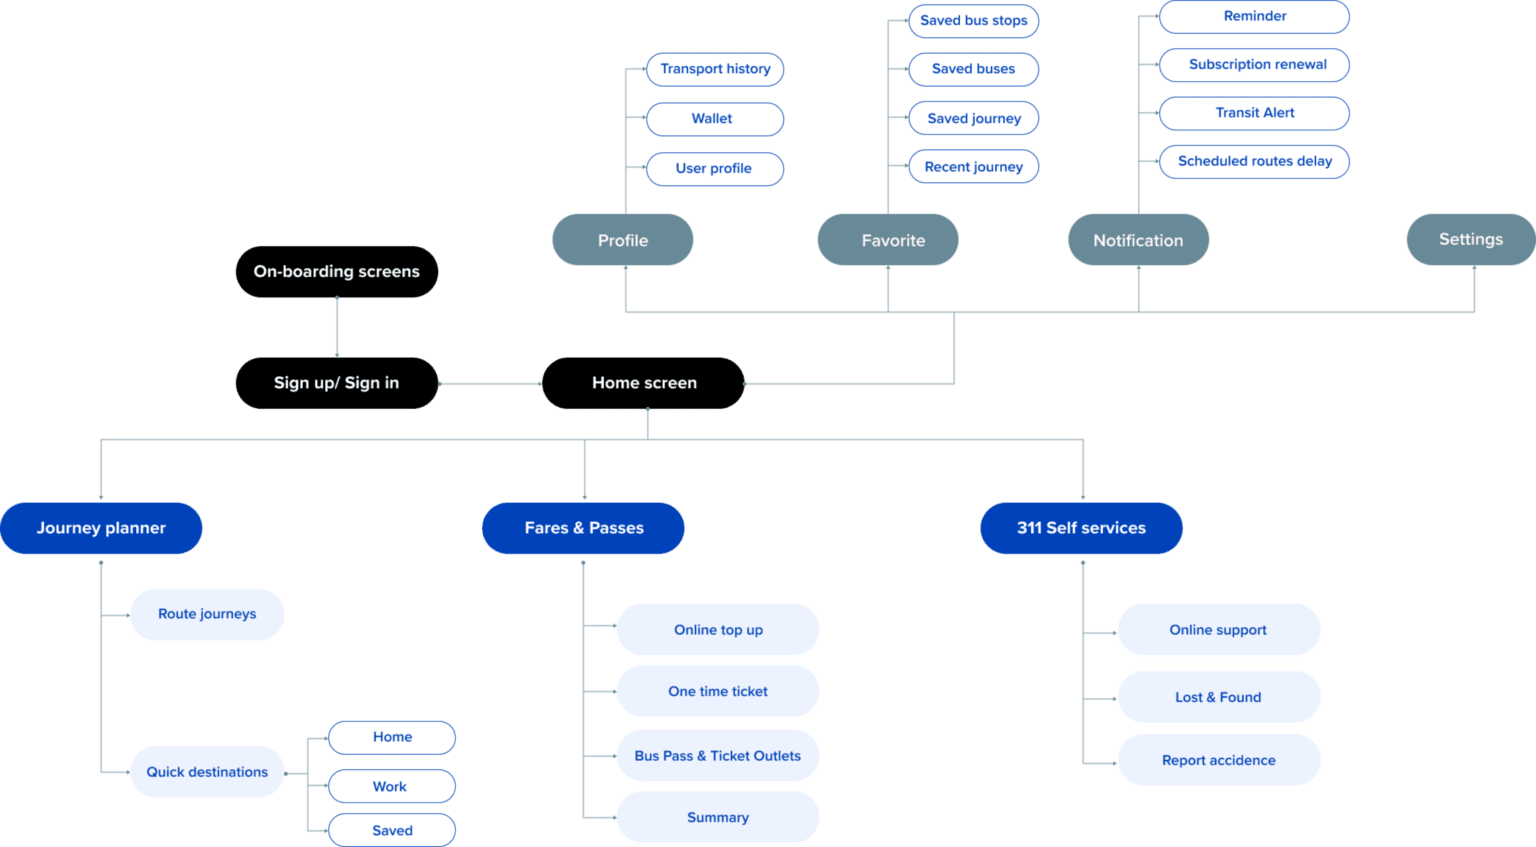 Saved bus stops
Reminder
Transport history
Saved buses
Subscription renewal
Wallet
Saved journey
Transit Alert
User profile
Recent journey
Scheduled routes delay
Profile
Favorite
Notification
Settings
On-boarding screens
Sign up/ Sign in
Home screen
Journey planner
Fares & Passes
311 Self services
Route journeys
Online top up
Online support
One time ticket
Lost & Found
Quick destinations
Home
Work
Saved
Bus Pass & Ticket Outlets
Report accidence
Summary